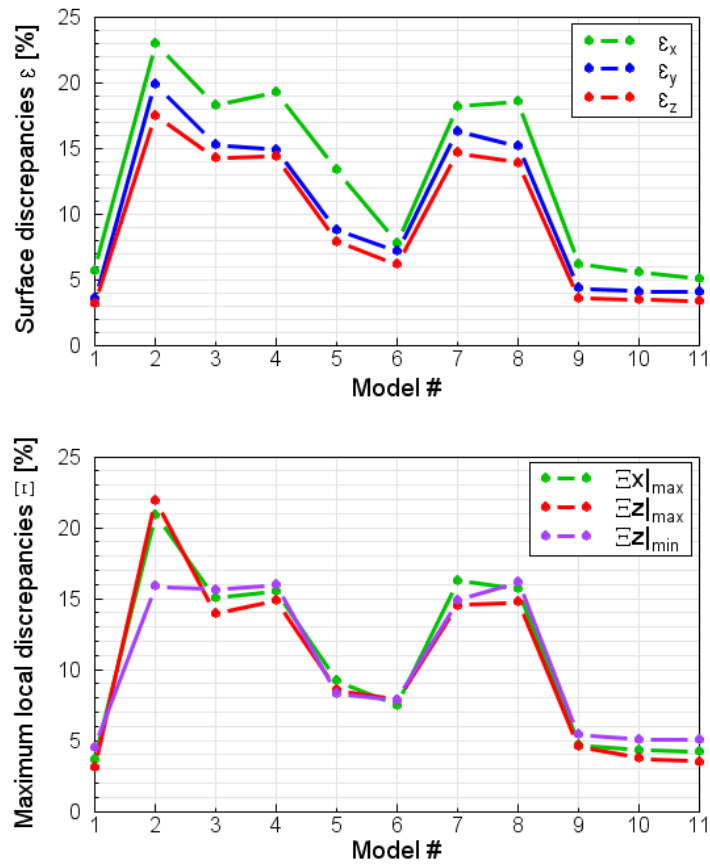 Surface discrepancies ε [%]
25
20
15
10
5
0
εx
εy
εz
1 2 3 4 5 6 7 8 9 10 11
Model #
Maximum local discrepancies Ξ [%]
25
20
15
10
5
0
Ξx|max
Ξz|max
Ξz|min
1 2 3 4 5 6 7 8 9 10 11
Model #